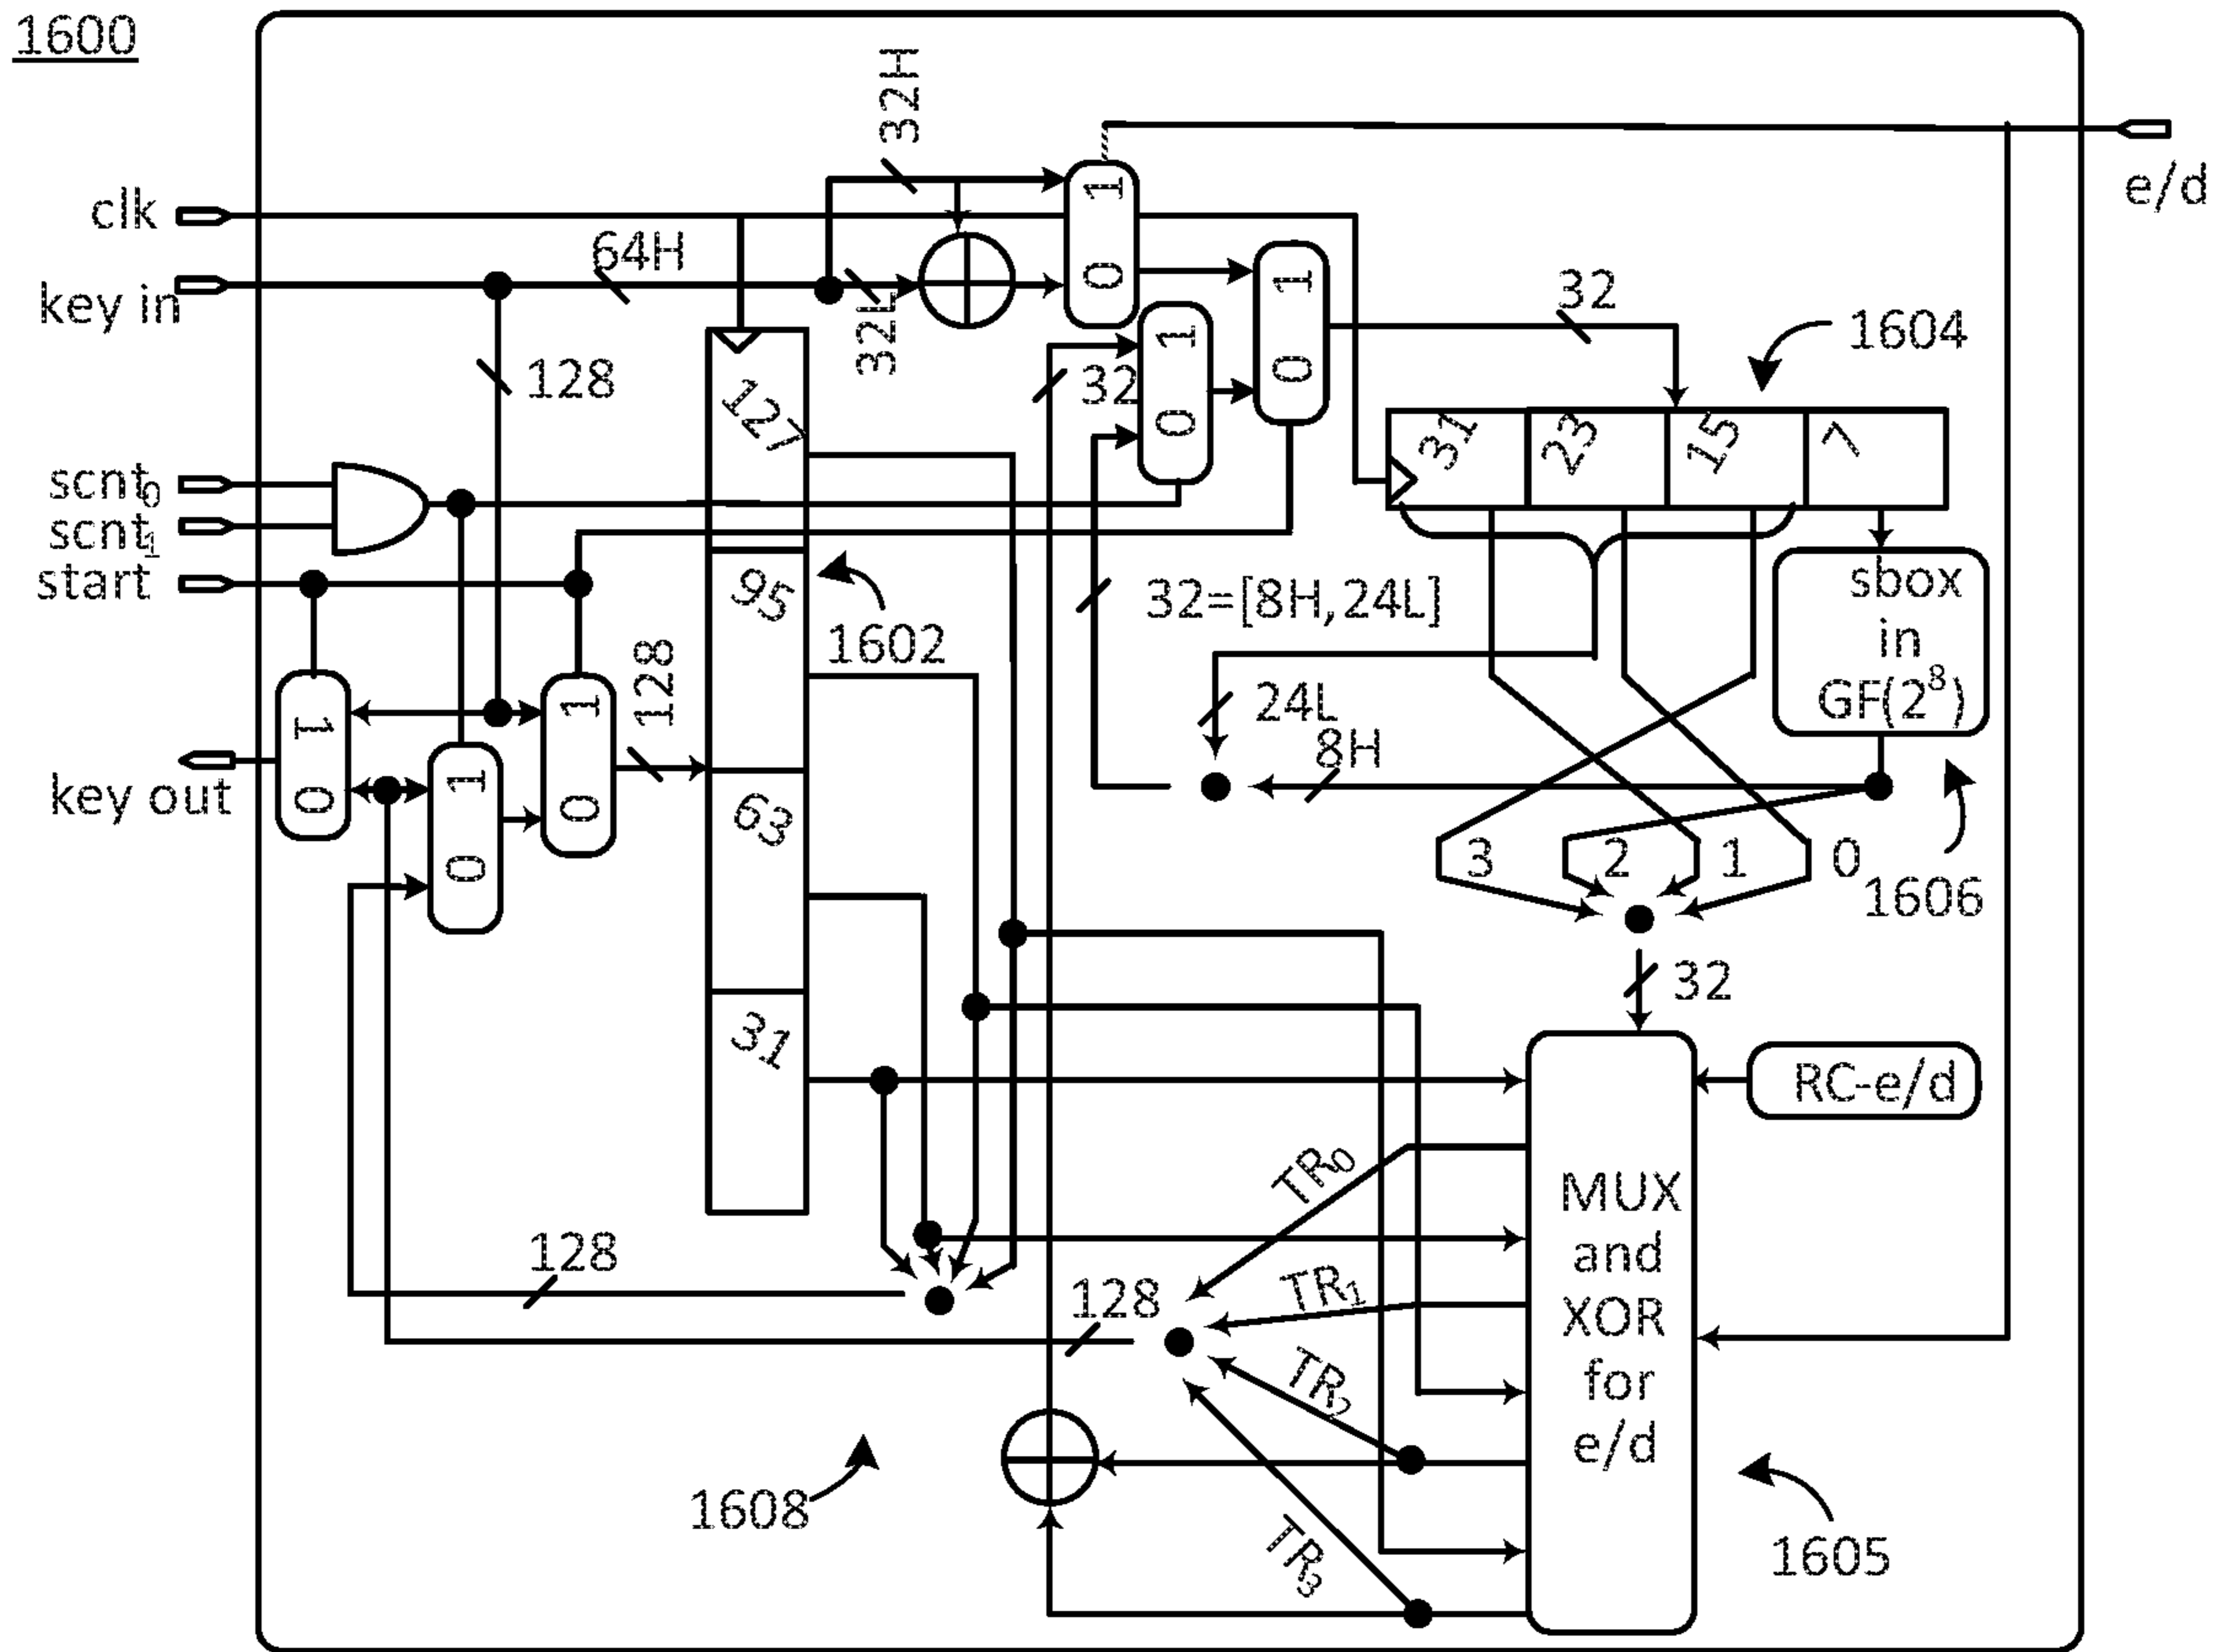 1600
32H
e/d
clk
64H
key in
32L
32
1604
128
32
1 0
1 0
1 0
127
31 23 15 7
scnt0
scnt1
start
95
1602
32=[8H,24L]
sbox
in
GF(2^8)
128
24L
8H
1 0
1 0
1 0
key out
63
3 2 1 0
1606
32
31
RC-e/d
TR0
MUX
and
XOR
for
e/d
128
128
TR1
TR2
TR3
1608
1605